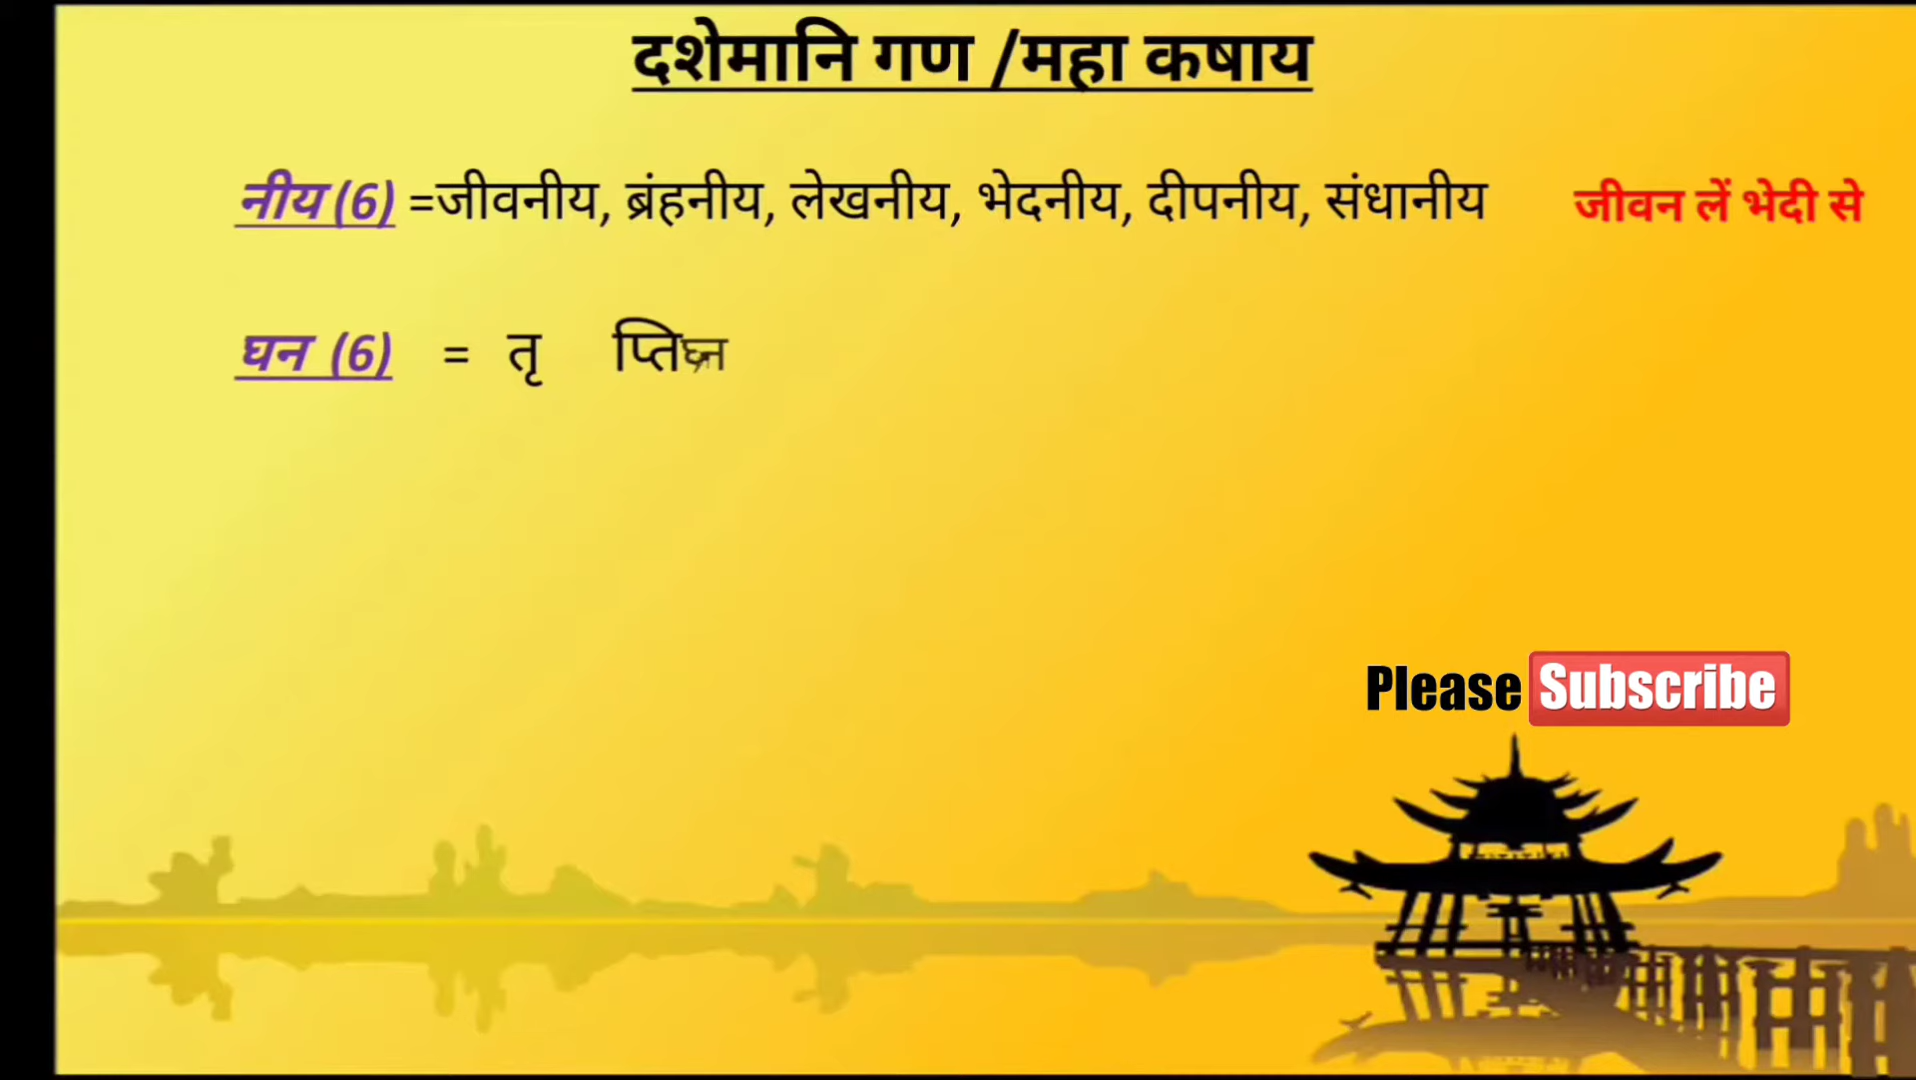 दशेमानि गण /महा कषाय
नीय (6) =जीवनीय, ब्रंहनीय, लेखनीय, भेदनीय, दीपनीय, संधानीय जीवन लें भेदी से
घन (6) = तृ प्तिघ्न
Please Subscribe